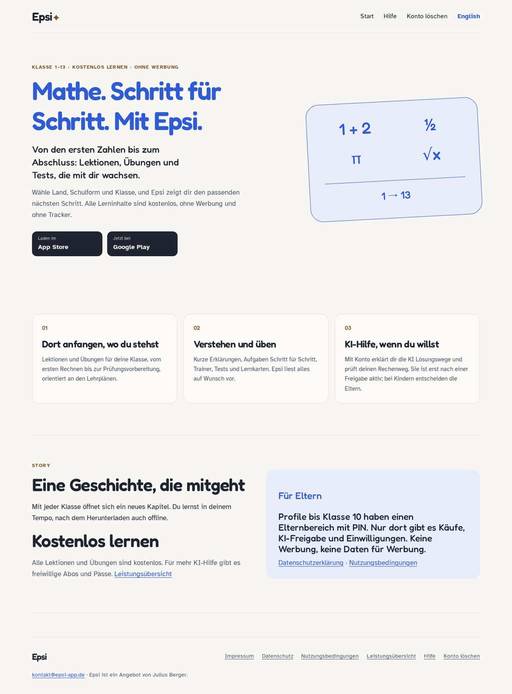 Epsi
Start Hilfe Konto löschen English
KLASSE 1–13 · KOSTENLOS LERNEN · OHNE WERBUNG
Mathe. Schritt für
Schritt. Mit Epsi.
Von den ersten Zahlen bis zum
Abschluss: Lektionen, Übungen und
Tests, die mit dir wachsen.
Wähle Land, Schulform und Klasse, und Epsi zeigt dir den passenden
nächsten Schritt. Alle Lerninhalte sind kostenlos, ohne Werbung und
ohne Tracker.
Laden im
App Store
Jetzt bei
Google Play
1 + 2 ½
π √x
1 → 13
01
Dort anfangen, wo du stehst
Lektionen und Übungen für deine Klasse, vom
ersten Rechnen bis zur Prüfungsvorbereitung,
orientiert an den Lehrplänen.
02
Verstehen und üben
Kurze Erklärungen, Aufgaben Schritt für Schritt,
Trainer, Tests und Lernkarten. Epsi liest alles
auf Wunsch vor.
03
KI-Hilfe, wenn du willst
Mit Konto erklärt dir die KI Lösungswege und
prüft deinen Rechenweg. Sie ist erst nach einer
Freigabe aktiv; bei Kindern entscheiden die
Eltern.
STORY
Eine Geschichte, die mitgeht
Mit jeder Klasse öffnet sich ein neues Kapitel. Du lernst in deinem
Tempo, nach dem Herunterladen auch offline.
Kostenlos lernen
Alle Lektionen und Übungen sind kostenlos. Für mehr KI-Hilfe gibt es
freiwillige Abos und Pässe. Leistungsübersicht
Für Eltern
Profile bis Klasse 10 haben einen
Elternbereich mit PIN. Nur dort gibt es Käufe,
KI-Freigabe und Einwilligungen. Keine
Werbung, keine Daten für Werbung.
Datenschutzerklärung · Nutzungsbedingungen
Epsi
Impressum Datenschutz Nutzungsbedingungen Leistungsübersicht Hilfe Konto löschen
kontakt@epsi-app.de · Epsi ist ein Angebot von Julius Berger.